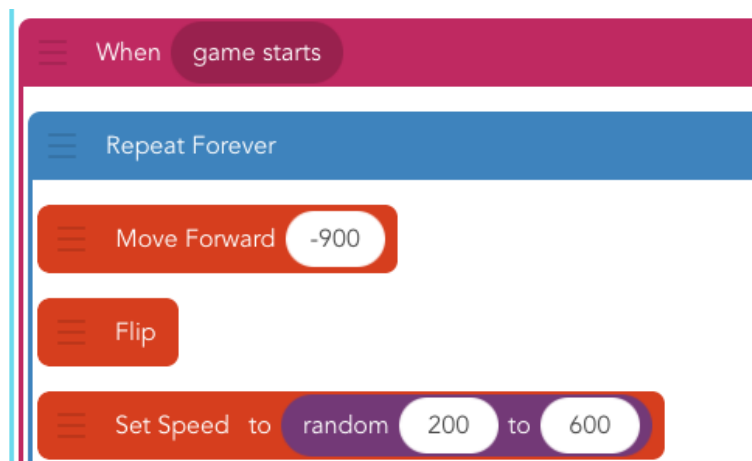 When game starts
Repeat Forever
Move Forward -900
Flip
Set Speed to random 200 to 600